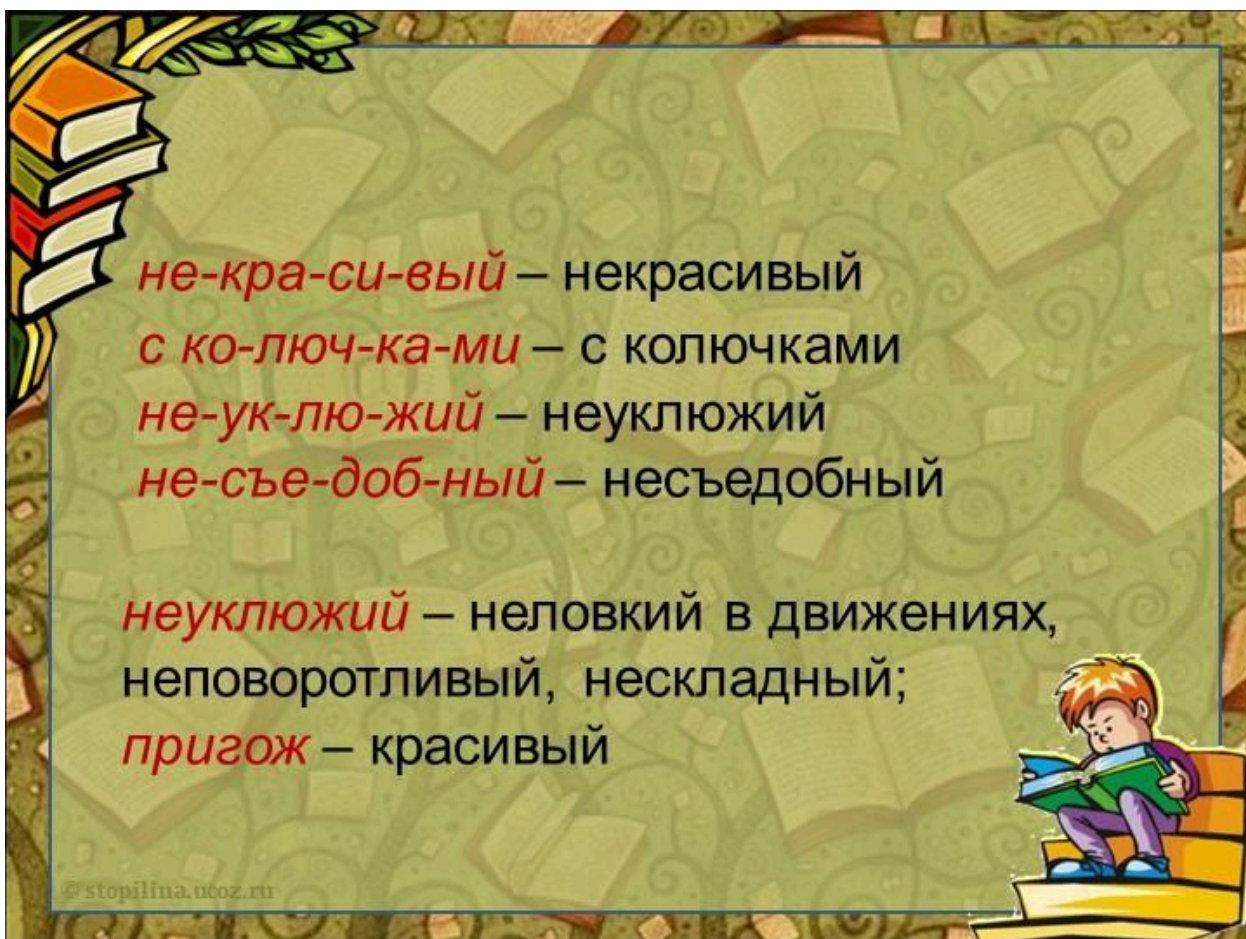 не-кра-си-вый – некрасивый
с ко-люч-ка-ми – с колючками
не-ук-лю-жий – неуклюжий
не-съе-доб-ный – несъедобный
неуклюжий – неловкий в движениях,
неповоротливый, нескладный;
пригож – красивый
© stopilina.ucoz.ru